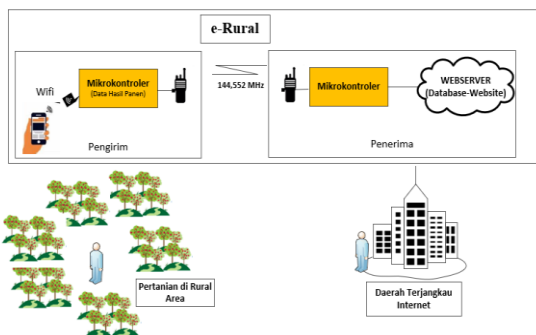 e-Rural
Wifi
Mikrokontroler
(Data Hasil Panen)
Pengirim
144,552 MHz
Mikrokontroler
WEBSERVER
(Database-Website)
Penerima
Pertanian di Rural
Area
Daerah Terjangkau
Internet